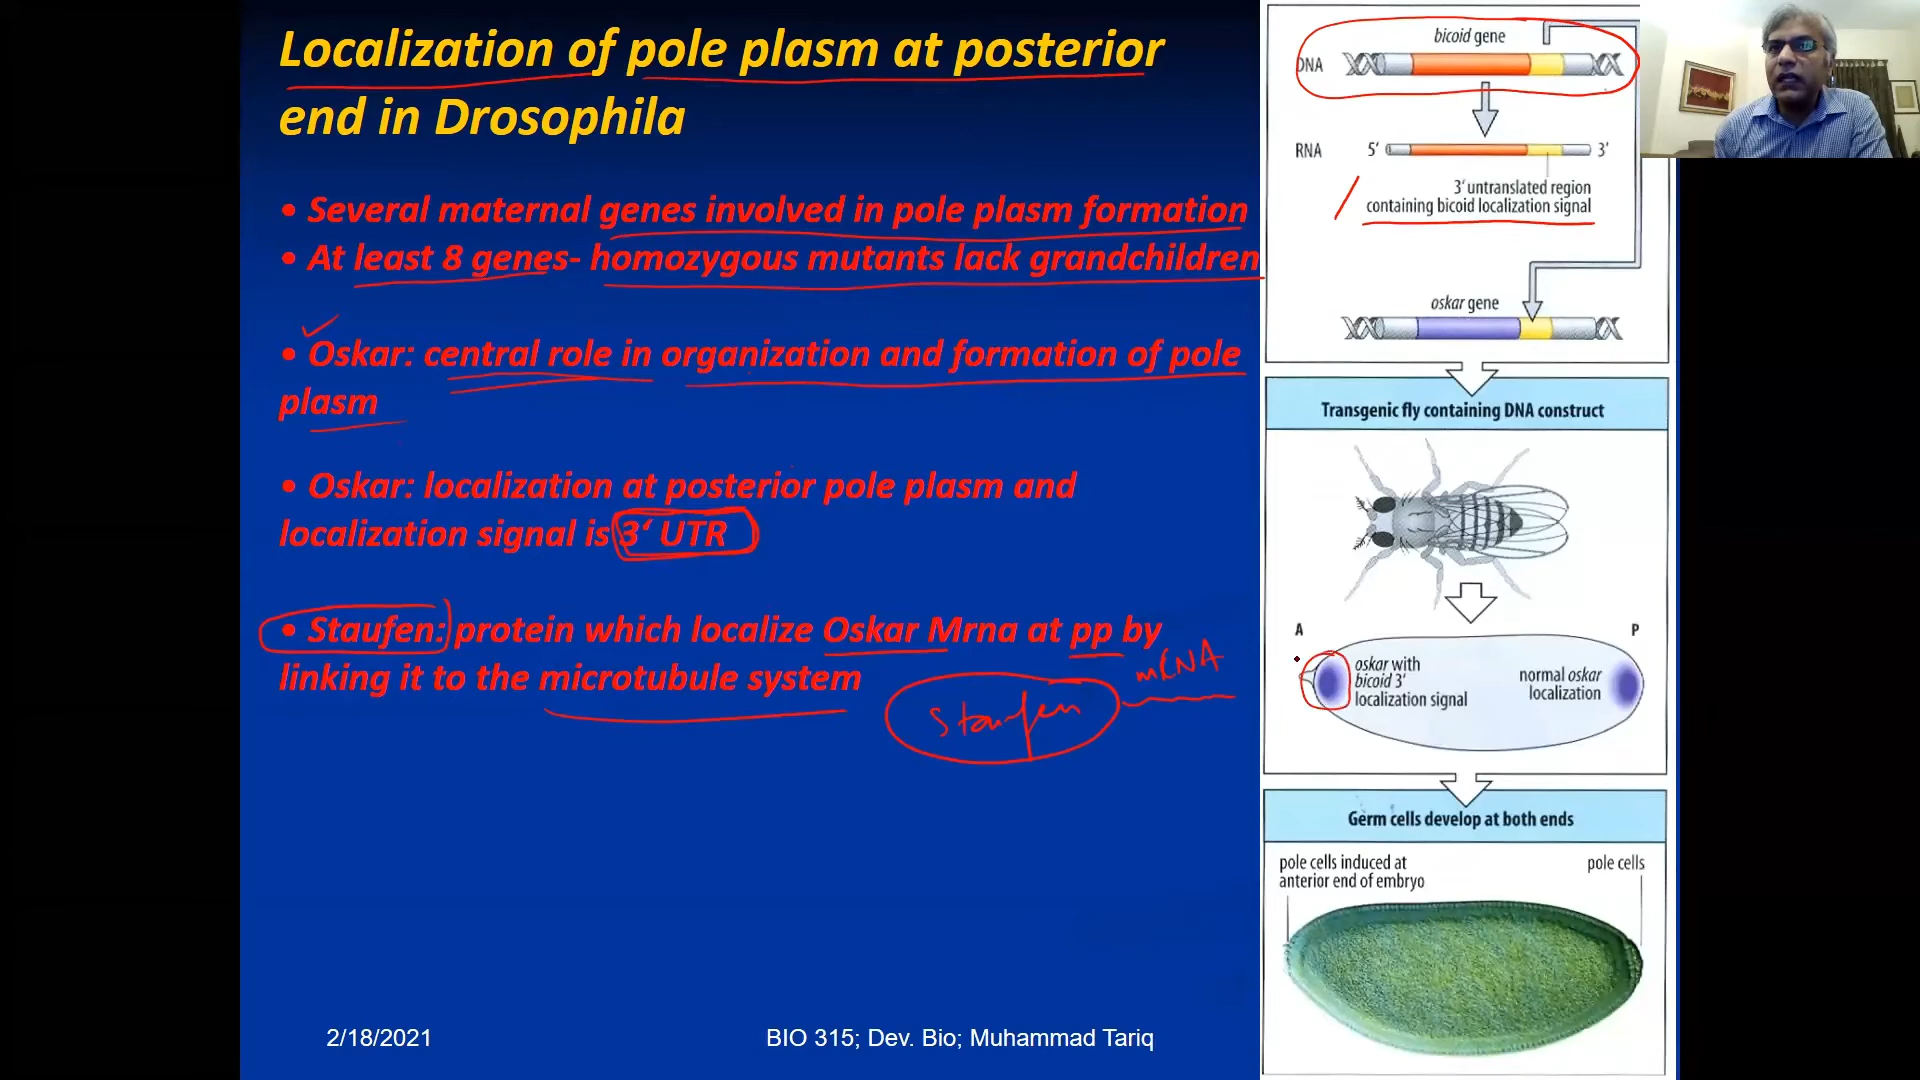 Localization of pole plasm at posterior
end in Drosophila
• Several maternal genes involved in pole plasm formation
• At least 8 genes- homozygous mutants lack grandchildren
• Oskar: central role in organization and formation of pole
plasm
• Oskar: localization at posterior pole plasm and
localization signal is 3‘ UTR
• Staufen: protein which localize Oskar Mrna at pp by
linking it to the microtubule system
Staufen
mRNA
2/18/2021
BIO 315; Dev. Bio; Muhammad Tariq
bicoid gene
DNA
RNA
5′
3′
3′ untranslated region
containing bicoid localization signal
oskar gene
Transgenic fly containing DNA construct
A
P
oskar with
bicoid 3′
localization signal
normal oskar
localization
Germ cells develop at both ends
pole cells induced at
anterior end of embryo
pole cells